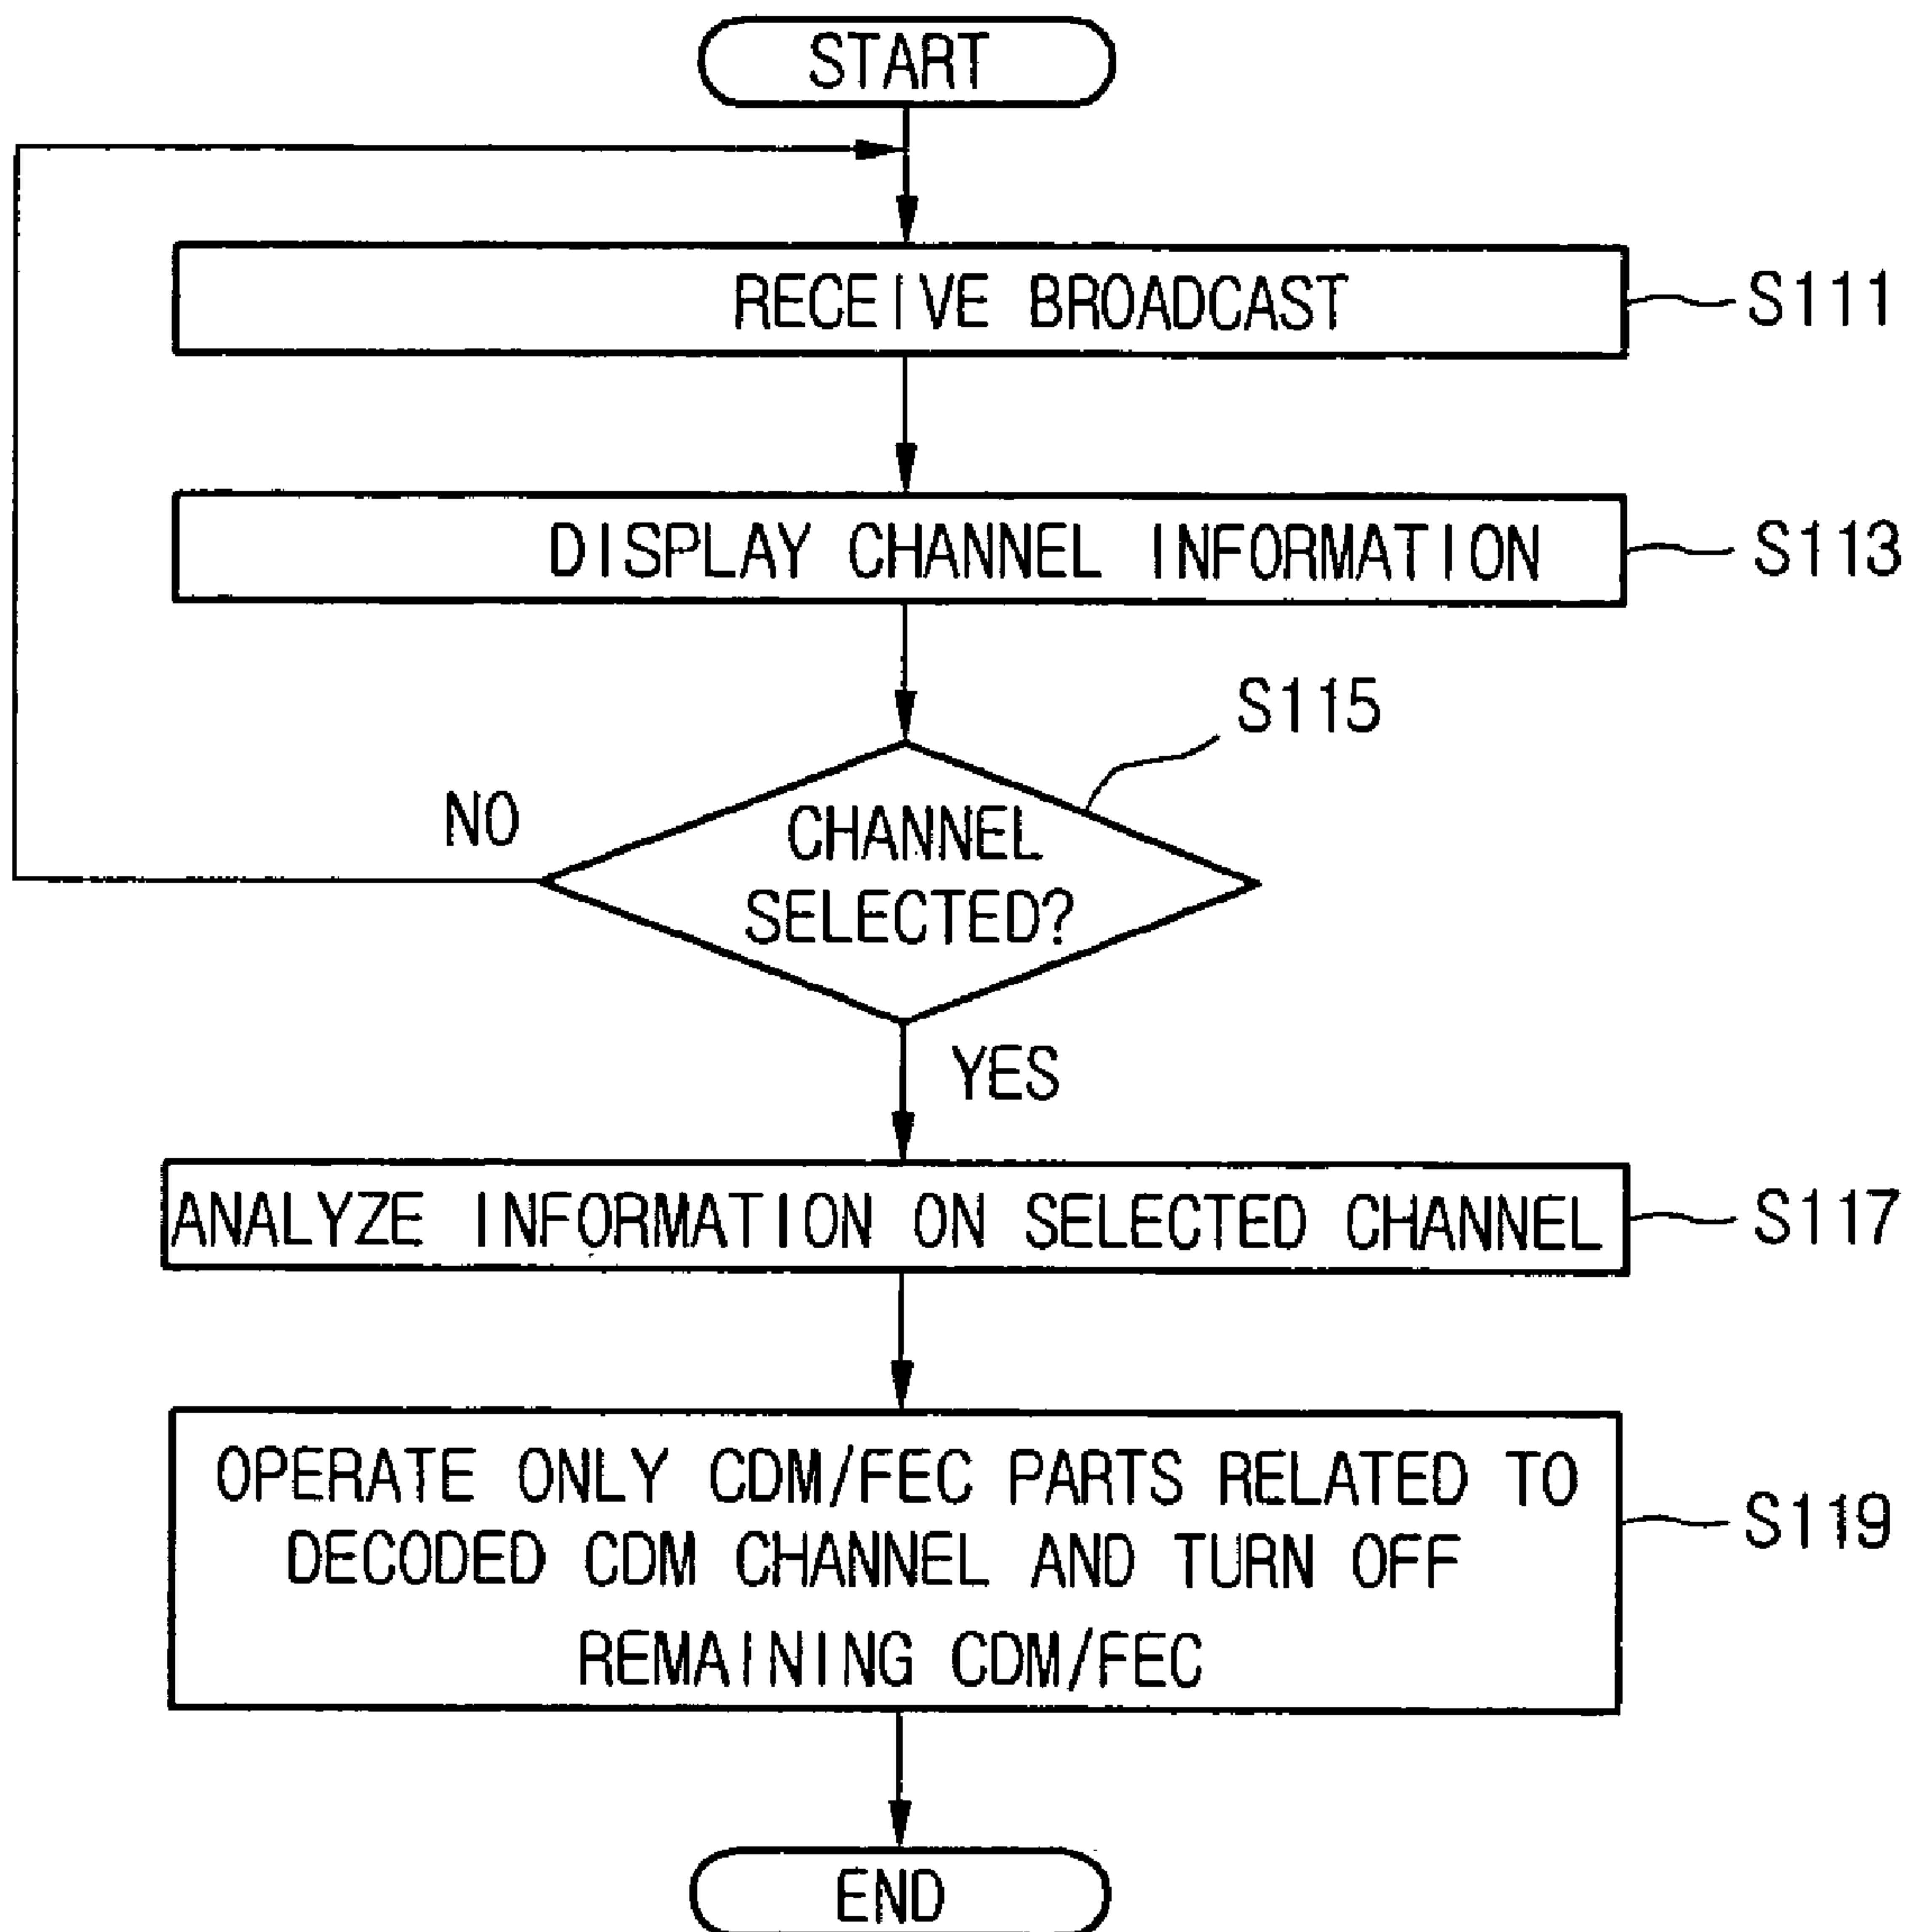 START
RECEIVE BROADCAST
S111
DISPLAY CHANNEL INFORMATION
S113
S115
CHANNEL
SELECTED?
NO
YES
ANALYZE INFORMATION ON SELECTED CHANNEL
S117
OPERATE ONLY CDM/FEC PARTS RELATED TO
DECODED CDM CHANNEL AND TURN OFF
REMAINING CDM/FEC
S119
END